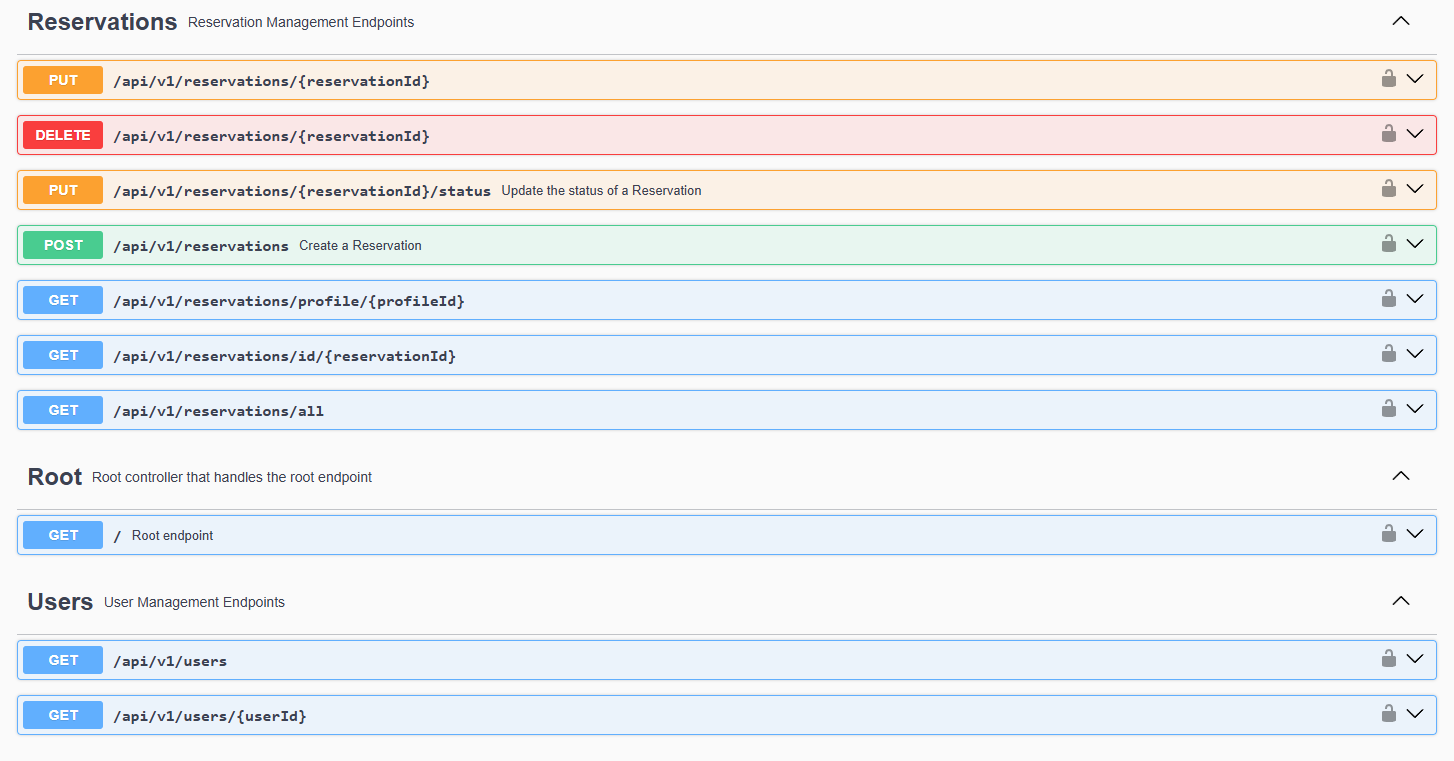 Reservations Reservation Management Endpoints
PUT /api/v1/reservations/{reservationId}
DELETE /api/v1/reservations/{reservationId}
PUT /api/v1/reservations/{reservationId}/status Update the status of a Reservation
POST /api/v1/reservations Create a Reservation
GET /api/v1/reservations/profile/{profileId}
GET /api/v1/reservations/id/{reservationId}
GET /api/v1/reservations/all
Root Root controller that handles the root endpoint
GET / Root endpoint
Users User Management Endpoints
GET /api/v1/users
GET /api/v1/users/{userId}